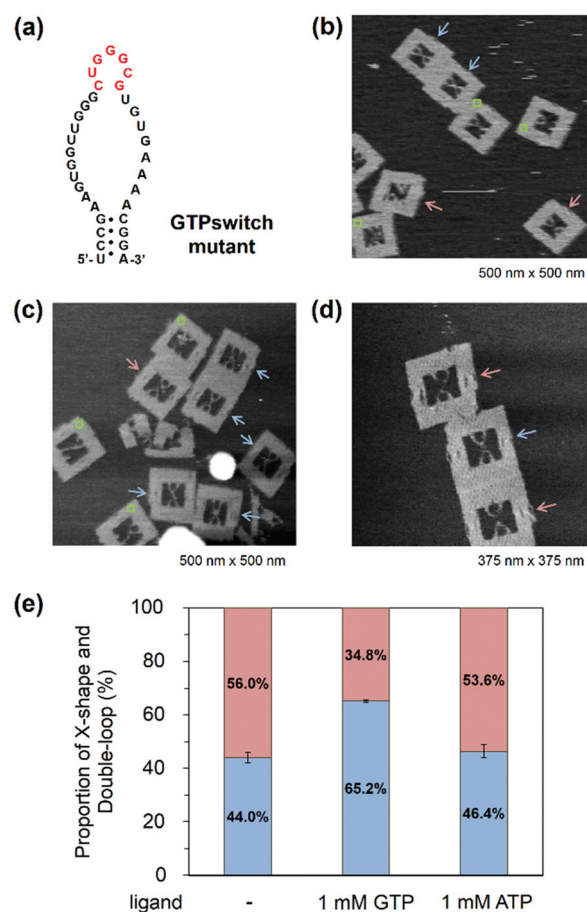 (a)
UCCGAAGUGGUUGGGCUGGGCGUGUGAAAACGGA
5'-
-3'
GTPswitch
mutant
(b)
500 nm x 500 nm
(c)
500 nm x 500 nm
(d)
375 nm x 375 nm
(e)
Proportion of X-shape and
Double-loop (%)
100
80
60
40
20
0
56.0%
34.8%
53.6%
44.0%
65.2%
46.4%
ligand - 1 mM GTP 1 mM ATP